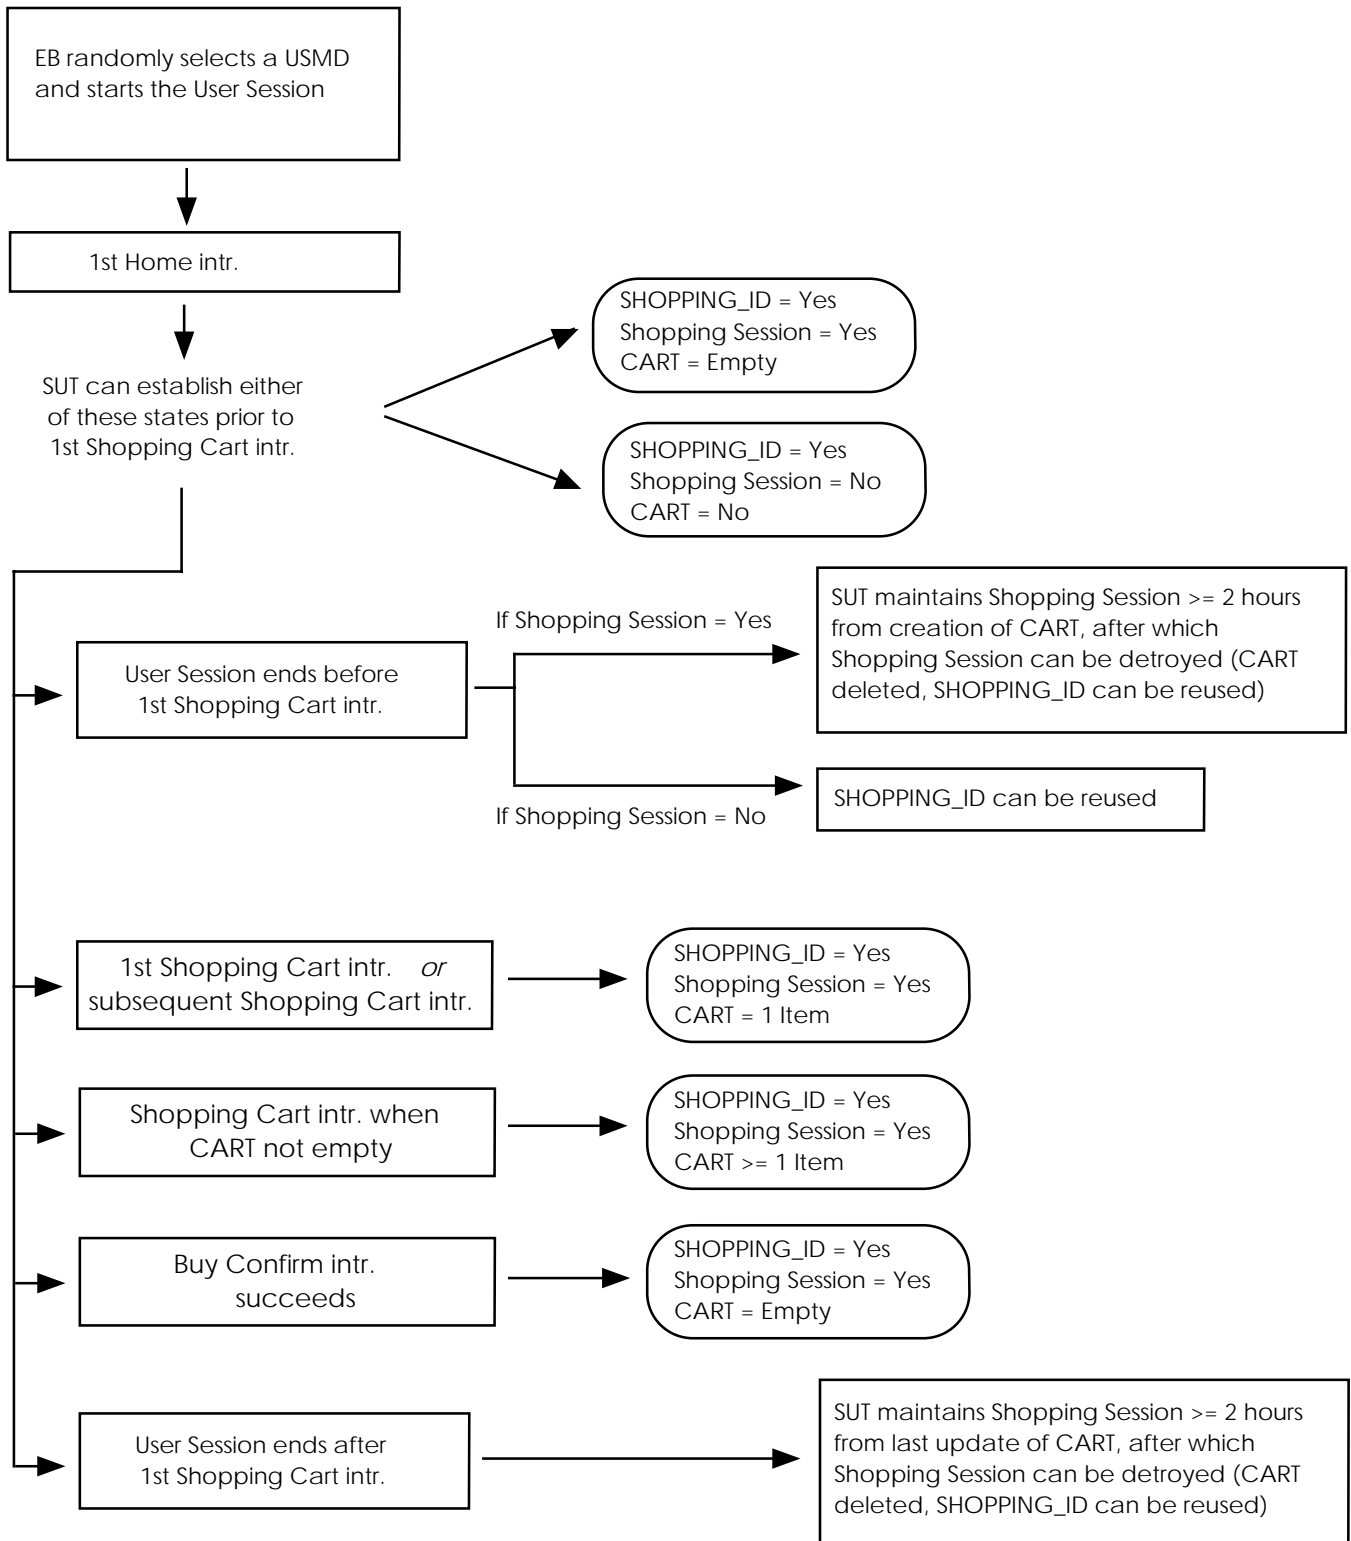 EB randomly selects a USMD
and starts the User Session
1st Home intr.
SUT can establish either
of these states prior to
1st Shopping Cart intr.
SHOPPING_ID = Yes
Shopping Session = Yes
CART = Empty
SHOPPING_ID = Yes
Shopping Session = No
CART = No
User Session ends before
1st Shopping Cart intr.
If Shopping Session = Yes
SUT maintains Shopping Session >= 2 hours
from creation of CART, after which
Shopping Session can be detroyed (CART
deleted, SHOPPING_ID can be reused)
If Shopping Session = No
SHOPPING_ID can be reused
1st Shopping Cart intr. or
subsequent Shopping Cart intr.
SHOPPING_ID = Yes
Shopping Session = Yes
CART = 1 Item
Shopping Cart intr. when
CART not empty
SHOPPING_ID = Yes
Shopping Session = Yes
CART >= 1 Item
Buy Confirm intr.
succeeds
SHOPPING_ID = Yes
Shopping Session = Yes
CART = Empty
User Session ends after
1st Shopping Cart intr.
SUT maintains Shopping Session >= 2 hours
from last update of CART, after which
Shopping Session can be detroyed (CART
deleted, SHOPPING_ID can be reused)